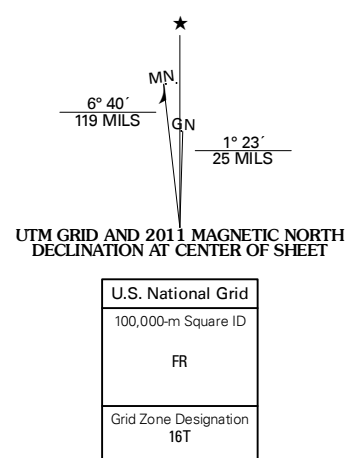 ★
MN.
6° 40´
119 MILS
GN
1° 23´
25 MILS
UTM GRID AND 2011 MAGNETIC NORTH
DECLINATION AT CENTER OF SHEET
U.S. National Grid
100,000-m Square ID
FR
Grid Zone Designation
16T